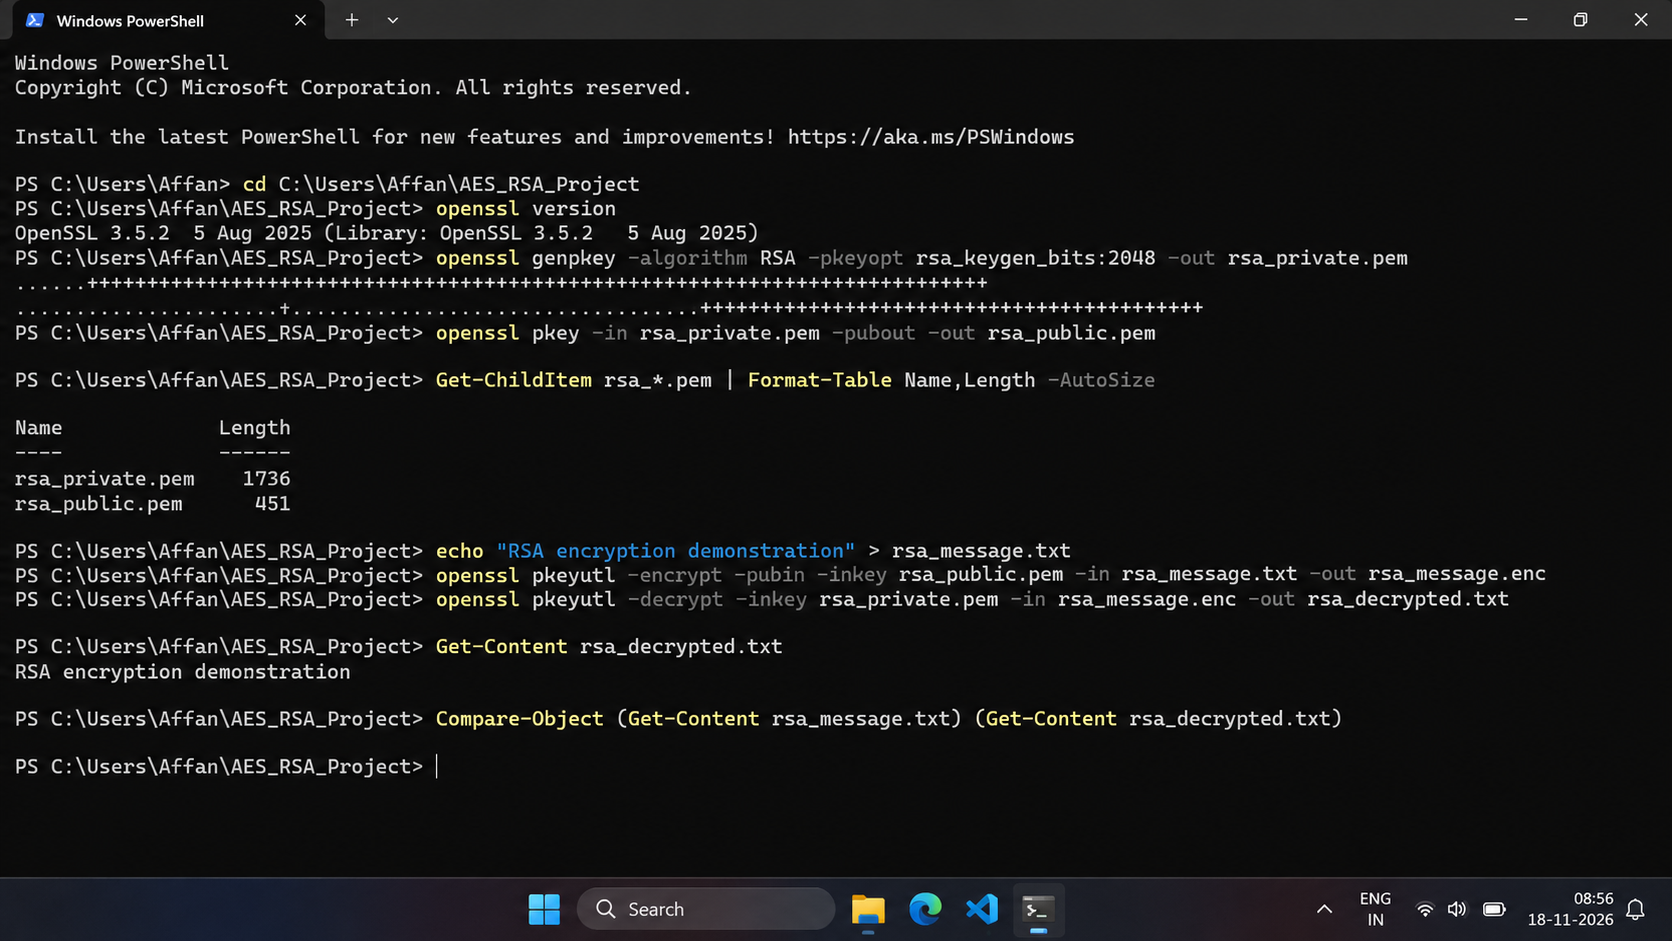 Windows PowerShell
Windows PowerShell
Copyright (C) Microsoft Corporation. All rights reserved.
Install the latest PowerShell for new features and improvements! https://aka.ms/PSWindows
PS C:\Users\Affan> cd C:\Users\Affan\AES_RSA_Project
PS C:\Users\Affan\AES_RSA_Project> openssl version
OpenSSL 3.5.2  5 Aug 2025 (Library: OpenSSL 3.5.2   5 Aug 2025)
PS C:\Users\Affan\AES_RSA_Project> openssl genpkey -algorithm RSA -pkeyopt rsa_keygen_bits:2048 -out rsa_private.pem
......+++++++++++++++++++++++++++++++++++++++++++++++++++++++++++++++++++++++++++
......................+..................................++++++++++++++++++++++++++++++++++++++++++
PS C:\Users\Affan\AES_RSA_Project> openssl pkey -in rsa_private.pem -pubout -out rsa_public.pem
PS C:\Users\Affan\AES_RSA_Project> Get-ChildItem rsa_*.pem | Format-Table Name,Length -AutoSize
Name             Length
----             ------
rsa_private.pem    1736
rsa_public.pem      451
PS C:\Users\Affan\AES_RSA_Project> echo "RSA encryption demonstration" > rsa_message.txt
PS C:\Users\Affan\AES_RSA_Project> openssl pkeyutl -encrypt -pubin -inkey rsa_public.pem -in rsa_message.txt -out rsa_message.enc
PS C:\Users\Affan\AES_RSA_Project> openssl pkeyutl -decrypt -inkey rsa_private.pem -in rsa_message.enc -out rsa_decrypted.txt
PS C:\Users\Affan\AES_RSA_Project> Get-Content rsa_decrypted.txt
RSA encryption demonstration
PS C:\Users\Affan\AES_RSA_Project> Compare-Object (Get-Content rsa_message.txt) (Get-Content rsa_decrypted.txt)
PS C:\Users\Affan\AES_RSA_Project>
Search
ENG
IN
08:56
18-11-2026